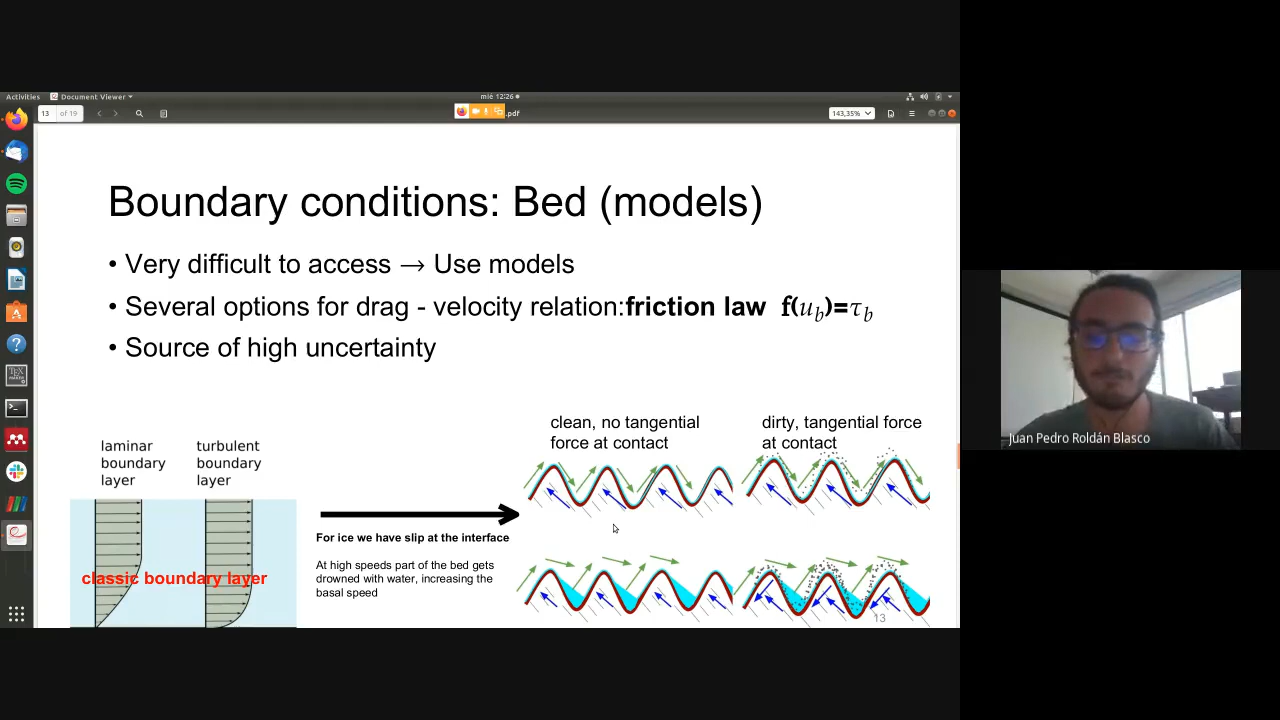 Activities
Document Viewer
mié 12:26
13 of 19
.pdf
143,35%
Boundary conditions: Bed (models)
• Very difficult to access → Use models
• Several options for drag - velocity relation:friction law f(u_b)=τ_b
• Source of high uncertainty
laminar
boundary
layer
turbulent
boundary
layer
classic boundary layer
For ice we have slip at the interface
At high speeds part of the bed gets
drowned with water, increasing the
basal speed
clean, no tangential
force at contact
dirty, tangential force
at contact
13
Juan Pedro Roldán Blasco